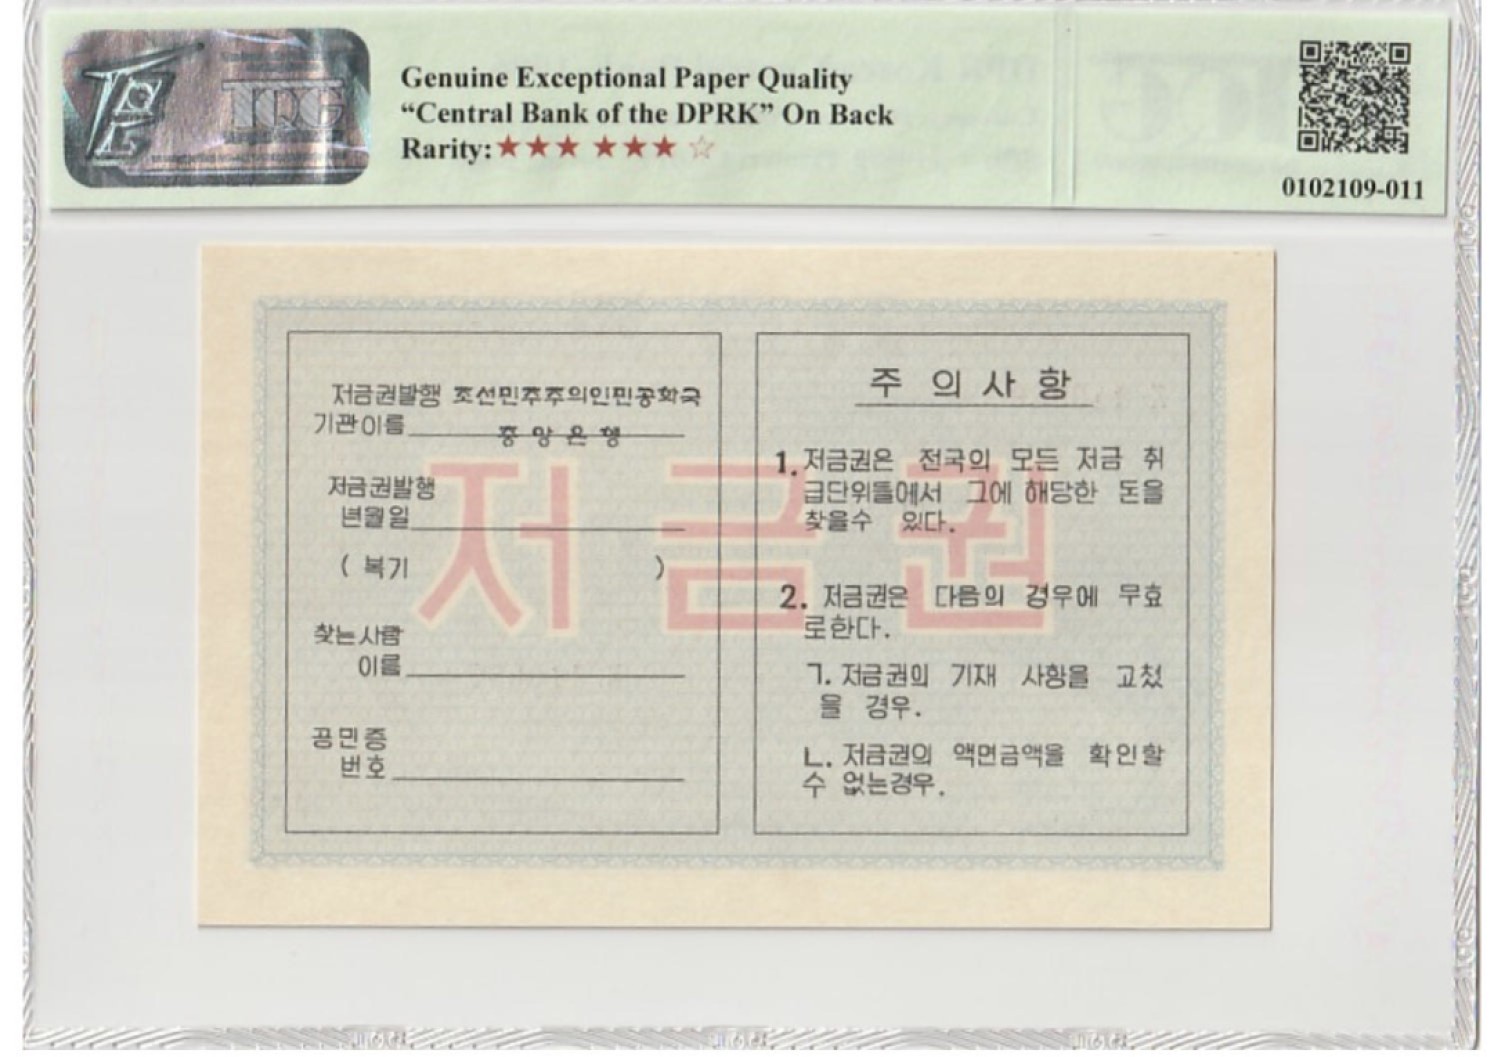 TQG
Genuine Exceptional Paper Quality
“Central Bank of the DPRK” On Back
Rarity:★★★ ★★★ ☆
0102109-011
저금권발행 조선민주주의인민공화국
기관이름 중앙은행
저금권발행
년월일
( 복기 )
찾는사람
이름
공민증
번호
저금권
주 의 사 항
1. 저금권은 전국의 모든 저금 취
급단위들에서 그에 해당한 돈을
찾을수 있다.
2. 저금권은 다음의 경우에 무효
로한다.
ㄱ. 저금권의 기재 사항을 고쳤
을 경우.
ㄴ. 저금권의 액면금액을 확인할
수 없는경우.